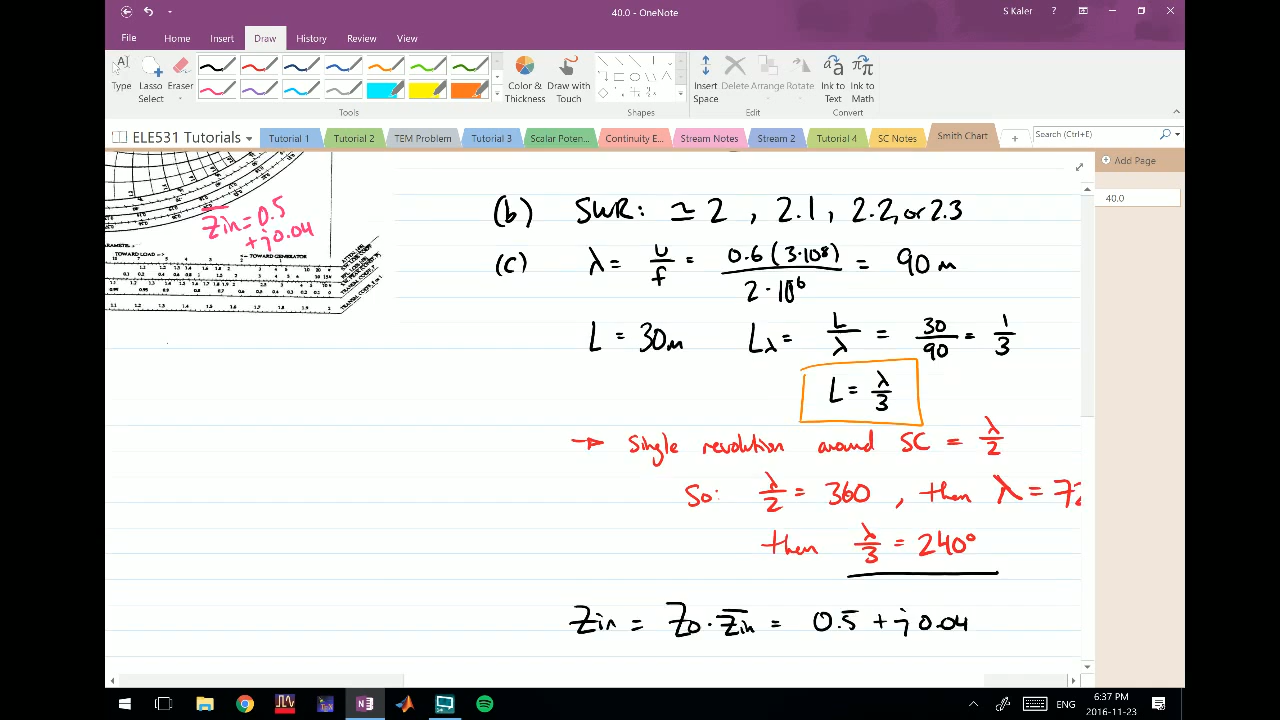 40.0 - OneNote
S Kaler
File Home Insert Draw History Review View
Type
Lasso Select
Eraser
Color & Thickness
Draw with Touch
Insert Space
Delete
Arrange
Rotate
Ink to Text
Ink to Math
Tools
Shapes
Edit
Convert
ELE531 Tutorials
Tutorial 1 Tutorial 2 TEM Problem Tutorial 3 Scalar Poten... Continuity E... Stream Notes Stream 2 Tutorial 4 SC Notes Smith Chart
Search (Ctrl+E)
Add Page
40.0
z̅in = 0.5
+j0.04
TOWARD LOAD
TOWARD GENERATOR
(b) SWR: ≃ 2 , 2.1 , 2.2, or 2.3
(c) λ = u/f = 0.6 (3·10⁸) / 2·10⁶ = 90 m
L = 30m Lλ = L/λ = 30/90 = 1/3
L = λ/3
→ Single revolution around SC = λ/2
So: λ/2 = 360 , then λ = 72
then λ/3 = 240°
Zin = Z0 · z̅in = 0.5 + j0.04
ENG
6:37 PM
2016-11-23